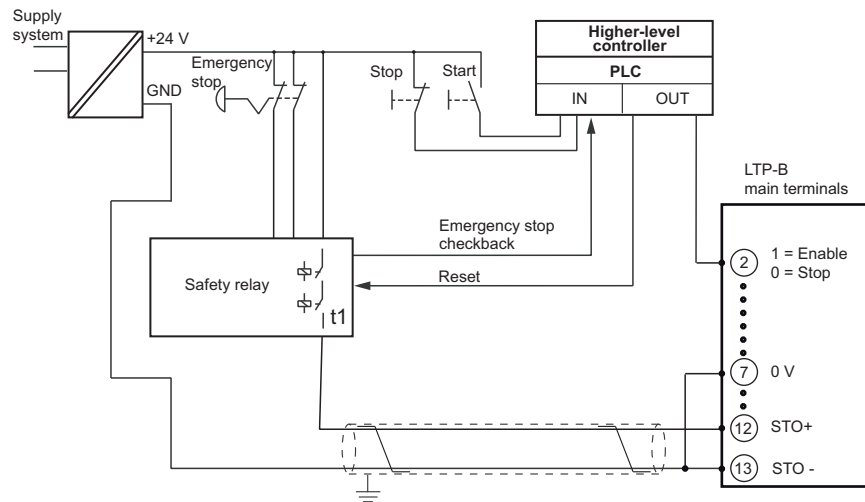 Supply
system
+24 V
GND
Emergency
stop
Stop
Start
Higher-level
controller
PLC
IN
OUT
LTP-B
main terminals
Emergency stop
checkback
Reset
Safety relay
t1
2
1 = Enable
0 = Stop
7
0 V
12
STO+
13
STO -